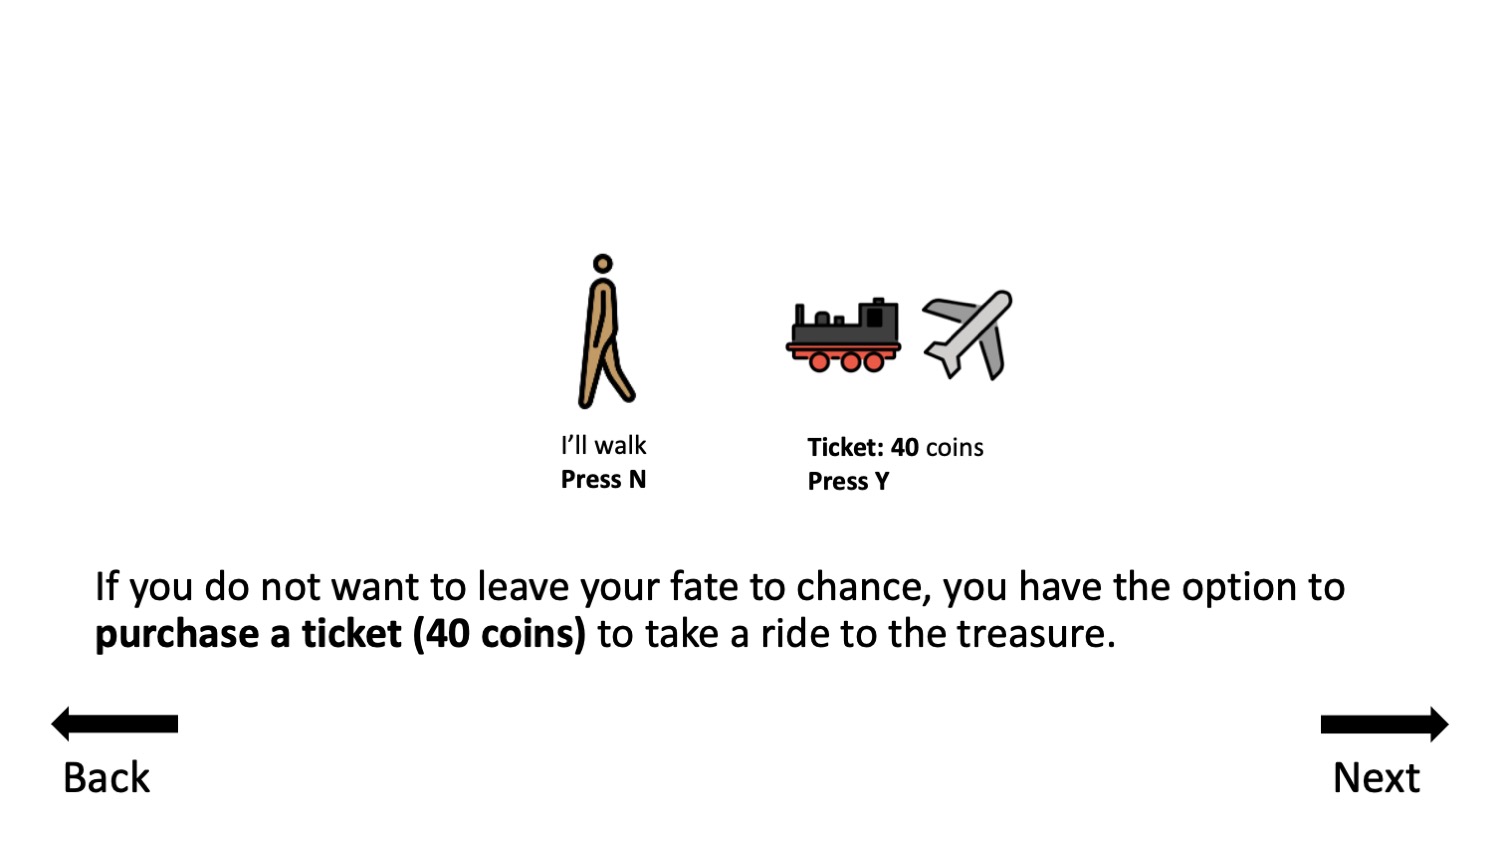 I’ll walk
Press N
Ticket: 40 coins
Press Y
If you do not want to leave your fate to chance, you have the option to
purchase a ticket (40 coins) to take a ride to the treasure.
Back
Next